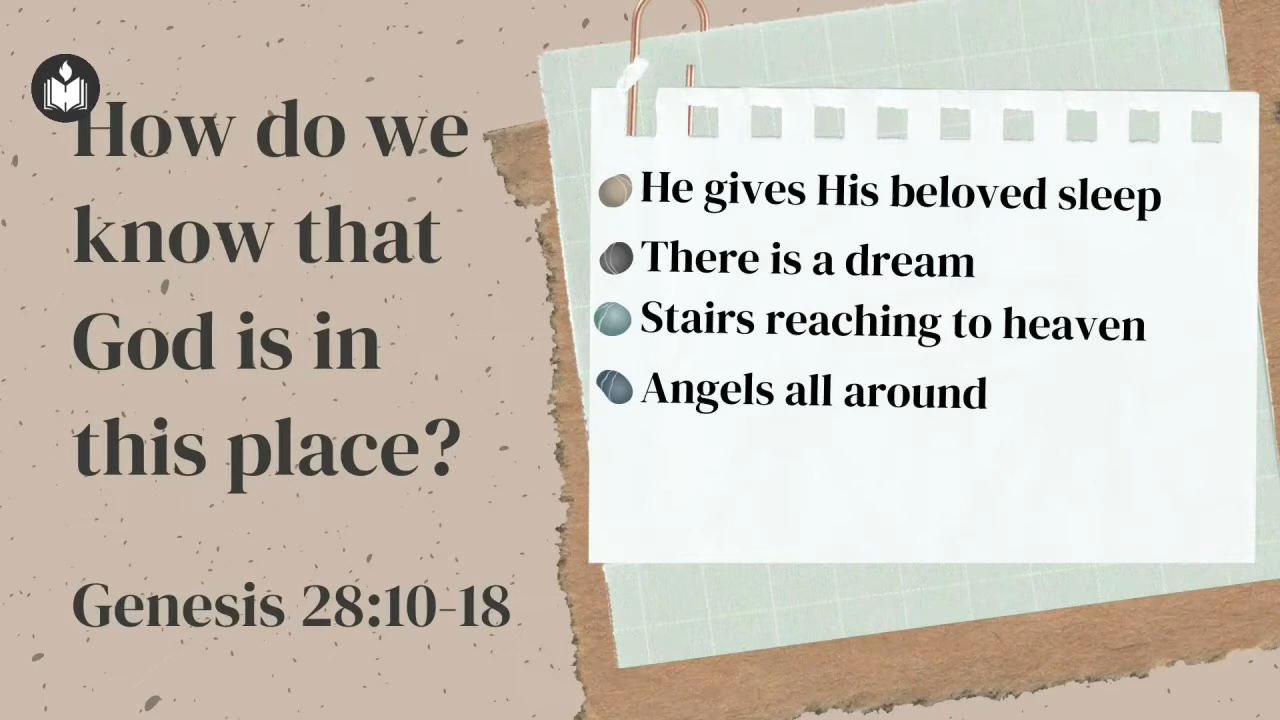 How do we
know that
God is in
this place?
Genesis 28:10-18
He gives His beloved sleep
There is a dream
Stairs reaching to heaven
Angels all around